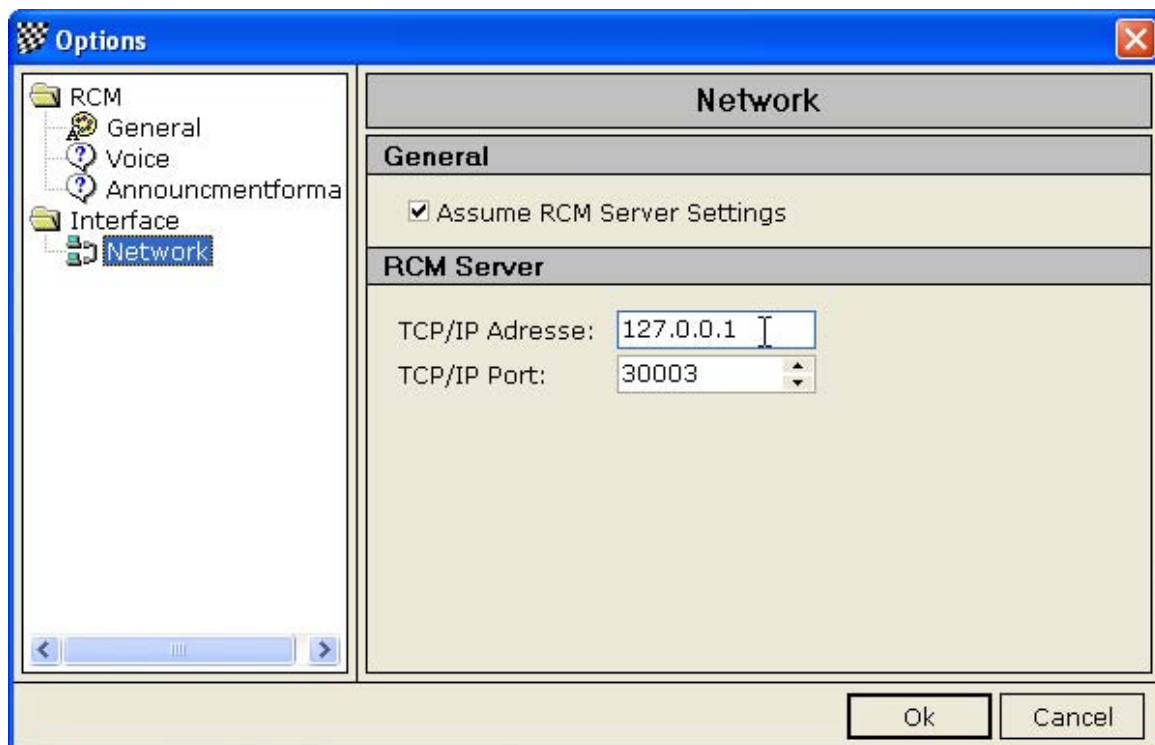 Options
RCM
General
Voice
Announcmentforma
Interface
Network
Network
General
Assume RCM Server Settings
RCM Server
TCP/IP Adresse: 127.0.0.1
TCP/IP Port: 30003
Ok Cancel